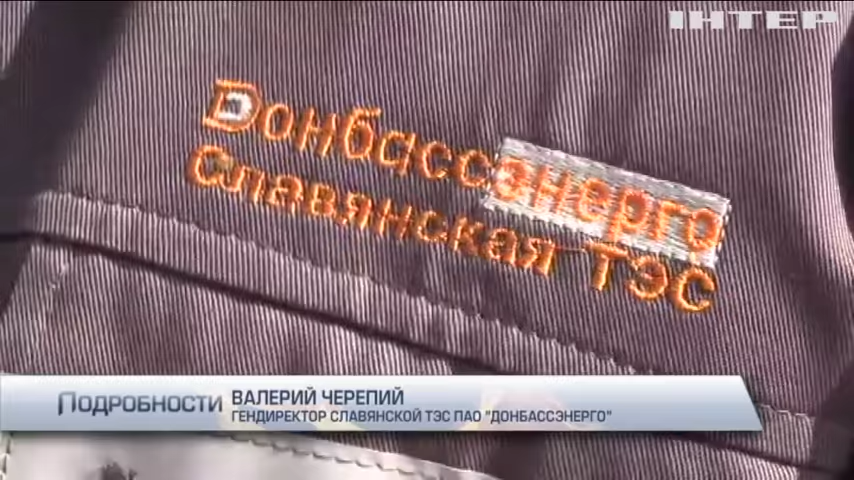 ІНТЕР
Донбассэнерго
Славянская ТЭС
Подробности
ВАЛЕРИЙ ЧЕРЕПИЙ
ГЕНДИРЕКТОР СЛАВЯНСКОЙ ТЭС ПАО "ДОНБАССЭНЕРГО"